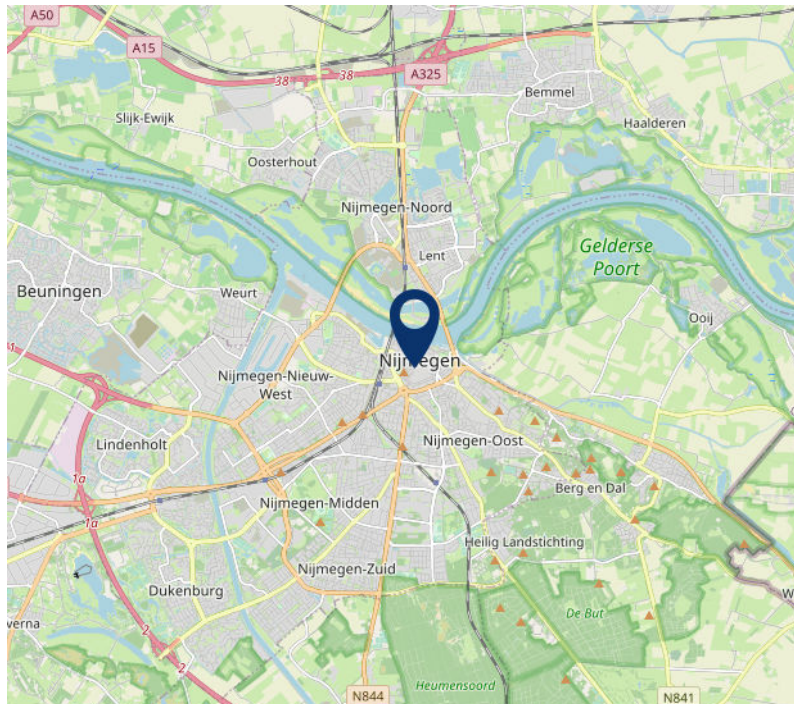 A50
A15
38
38
A325
Bemmel
Slijk-Ewijk
Haalderen
Oosterhout
Nijmegen-Noord
Lent
Gelderse
Poort
Beuningen
Weurt
Ooij
Nijmegen
Nijmegen-Nieuw-
West
Lindenholt
Nijmegen-Oost
1a
Berg en Dal
Nijmegen-Midden
1a
Heilig Landstichting
Nijmegen-Zuid
Dukenburg
De But
werna
2
2
Heumensoord
N844
N841